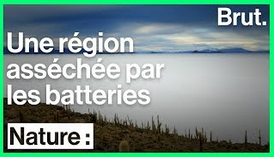 Brut.
Une région
asséchée par
les batteries
Nature :